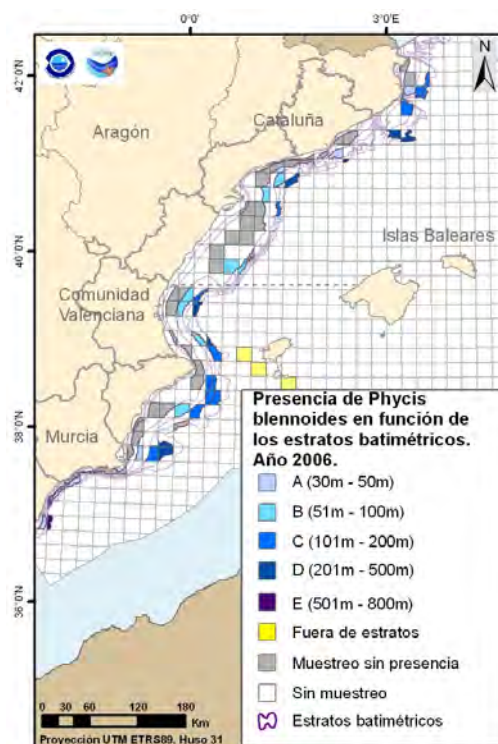 0°0'
3°0'E
N
42°0'N
Cataluña
Aragón
40°0'N
Islas Baleares
Comunidad
Valenciana
38°0'N
Murcia
36°0'N
Presencia de Phycis
blennoides en función de
los estratos batimétricos.
Año 2006.
A (30m - 50m)
B (51m - 100m)
C (101m - 200m)
D (201m - 500m)
E (501m - 800m)
Fuera de estratos
Muestreo sin presencia
Sin muestreo
Estratos batimétricos
0 30 60 120 180
Km
Proyección UTM ETRS89. Huso 31